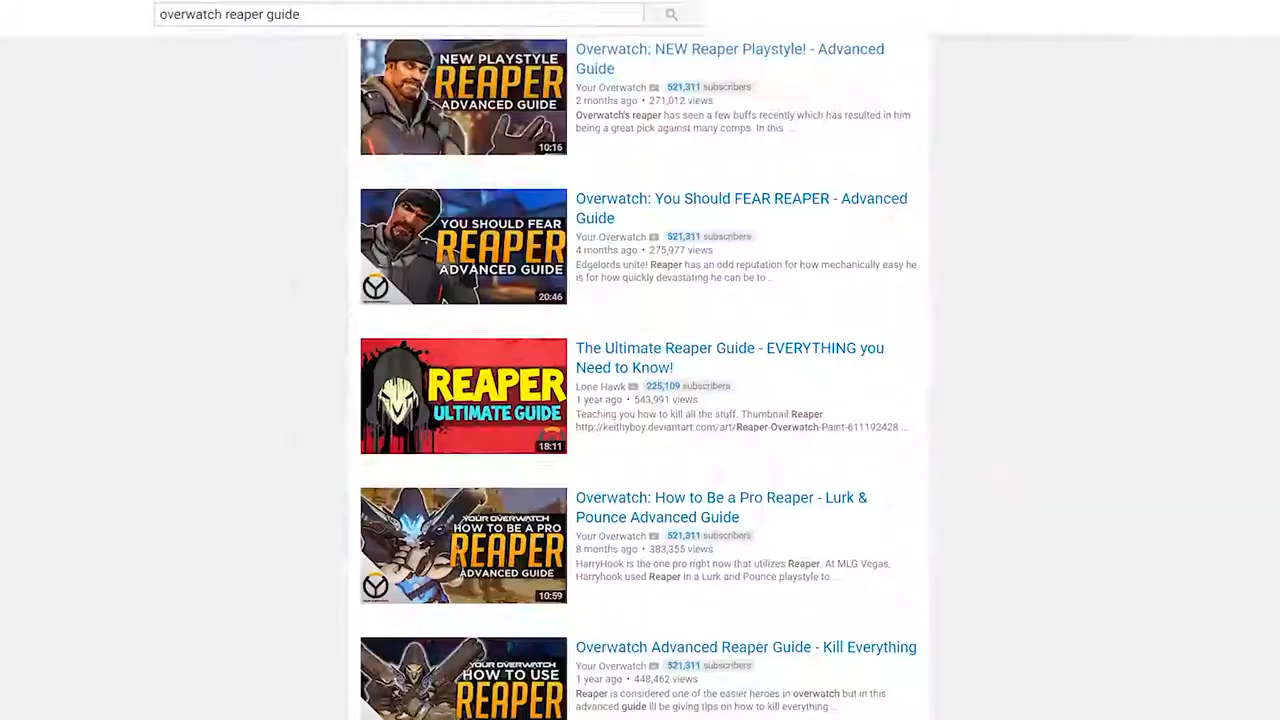 overwatch reaper guide
NEW PLAYSTYLE
REAPER
ADVANCED GUIDE
10:16
Overwatch: NEW Reaper Playstyle! - Advanced
Guide
Your Overwatch 521,311 subscribers
2 months ago • 271,012 views
Overwatch's reaper has seen a few buffs recently which has resulted in him
being a great pick against many comps. In this ...
YOU SHOULD FEAR
REAPER
ADVANCED GUIDE
20:46
Overwatch: You Should FEAR REAPER - Advanced
Guide
Your Overwatch 521,311 subscribers
4 months ago • 275,977 views
Edgelords unite! Reaper has an odd reputation for how mechanically easy he
is for how quickly devastating he can be to ..
REAPER
ULTIMATE GUIDE
18:11
The Ultimate Reaper Guide - EVERYTHING you
Need to Know!
Lone Hawk 225,109 subscribers
1 year ago • 543,991 views
Teaching you how to kill all the stuff. Thumbnail Reaper
http://keithyboy.deviantart.com/art/Reaper-Overwatch-Paint-611192428 ...
YOUR OVERWATCH
HOW TO BE A PRO
REAPER
ADVANCED GUIDE
10:59
Overwatch: How to Be a Pro Reaper - Lurk &
Pounce Advanced Guide
Your Overwatch 521,311 subscribers
8 months ago • 383,355 views
HarryHook is the one pro right now that utilizes Reaper. At MLG Vegas,
Harryhook used Reaper in a Lurk and Pounce playstyle to ...
YOUR OVERWATCH
HOW TO USE
REAPER
Overwatch Advanced Reaper Guide - Kill Everything
Your Overwatch 521,311 subscribers
1 year ago • 448,462 views
Reaper is considered one of the easier heroes in overwatch but in this
advanced guide ill be giving tips on how to kill everything ...